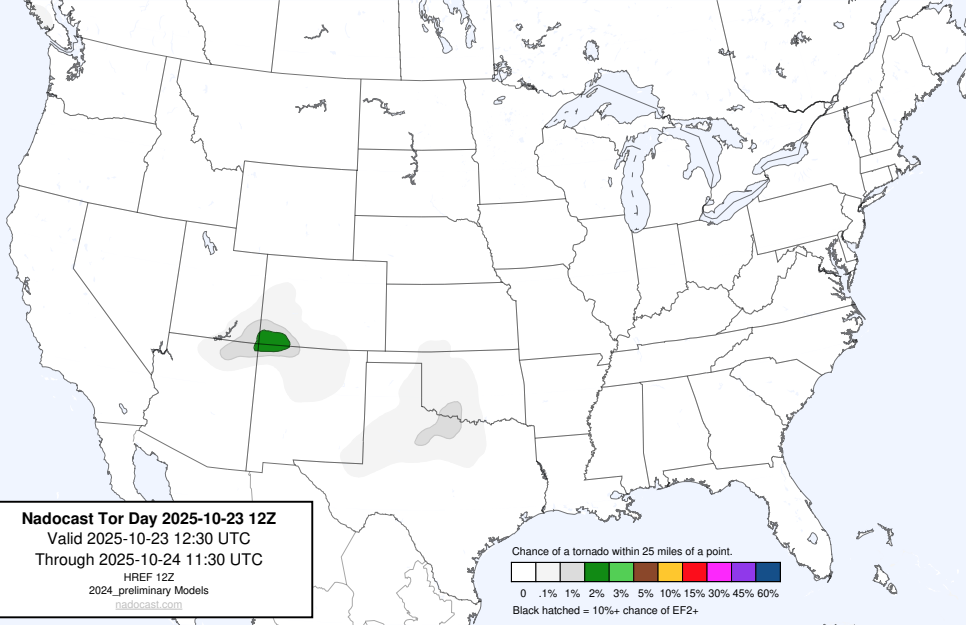 Nadocast Tor Day 2025-10-23 12Z
Valid 2025-10-23 12:30 UTC
Through 2025-10-24 11:30 UTC
HREF 12Z
2024_preliminary Models
nadocast.com
Chance of a tornado within 25 miles of a point.
0 .1% 1% 2% 3% 5% 10% 15% 30% 45% 60%
Black hatched = 10%+ chance of EF2+